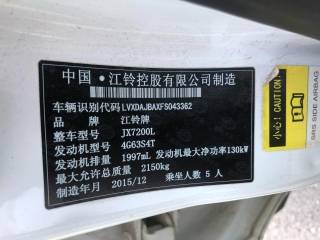 中国·江铃控股有限公司制造
车辆识别代码 LVXDAJBAXFS043362
品牌 江铃牌
整车型号 JX7200L
发动机型号 4G63S4T
发动机排量 1997mL 发动机最大净功率130kW
最大允许总质量 2150kg
制造年月 2015/12 乘坐人数 5 人
小心! CAUTION
SRS SIDE AIRBAG